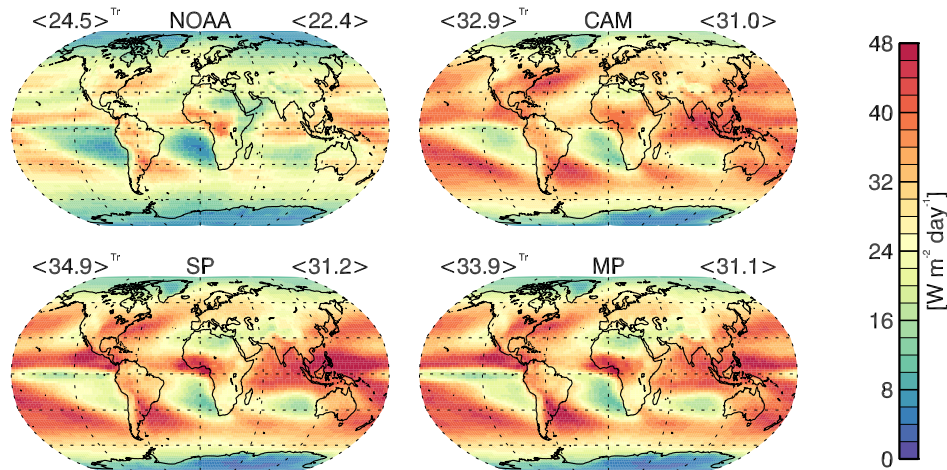 <24.5>Tr NOAA <22.4>
<32.9>Tr CAM <31.0>
<34.9>Tr SP <31.2>
<33.9>Tr MP <31.1>
48
40
32
24
16
8
0
[W m-2 day-1]